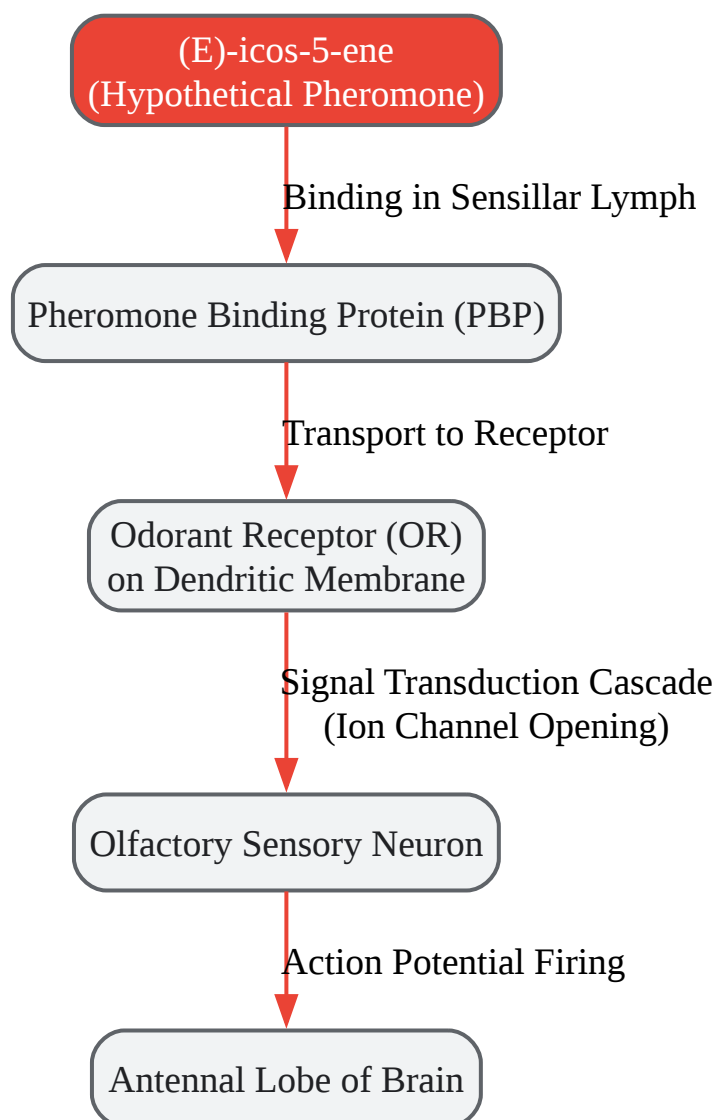 (E)-icos-5-ene
(Hypothetical Pheromone)
Binding in Sensillar Lymph
Pheromone Binding Protein (PBP)
Transport to Receptor
Odorant Receptor (OR)
on Dendritic Membrane
Signal Transduction Cascade
(Ion Channel Opening)
Olfactory Sensory Neuron
Action Potential Firing
Antennal Lobe of Brain